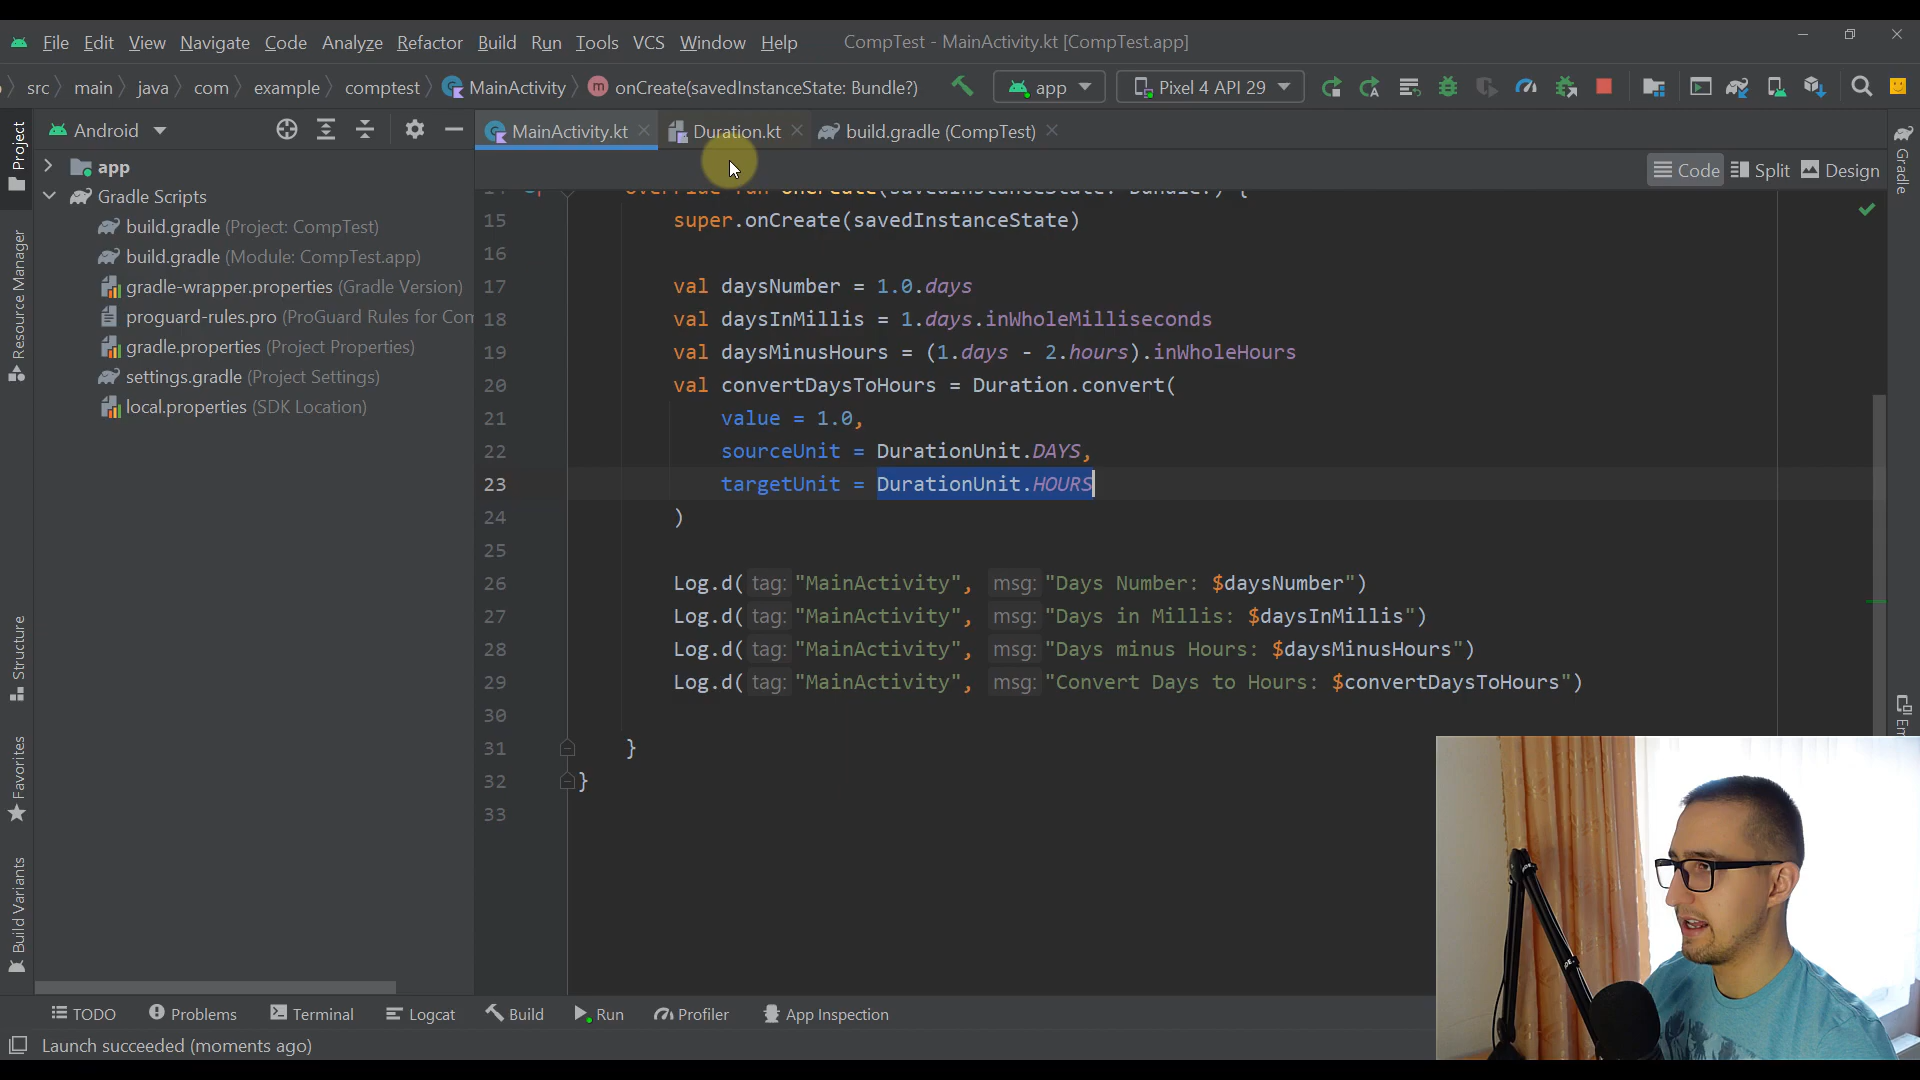 File Edit View Navigate Code Analyze Refactor Build Run Tools VCS Window Help CompTest - MainActivity.kt [CompTest.app]
src main java com example comptest MainActivity onCreate(savedInstanceState: Bundle?) app Pixel 4 API 29
Android
MainActivity.kt Duration.kt build.gradle (CompTest)
Code Split Design
app
Gradle Scripts
build.gradle (Project: CompTest)
build.gradle (Module: CompTest.app)
gradle-wrapper.properties (Gradle Version)
proguard-rules.pro (ProGuard Rules for Com
gradle.properties (Project Properties)
settings.gradle (Project Settings)
local.properties (SDK Location)
Project
Resource Manager
Structure
Favorites
Build Variants
14 override fun onCreate(savedInstanceState: Bundle?) {
15 super.onCreate(savedInstanceState)
16
17 val daysNumber = 1.0.days
18 val daysInMillis = 1.days.inWholeMilliseconds
19 val daysMinusHours = (1.days - 2.hours).inWholeHours
20 val convertDaysToHours = Duration.convert(
21 value = 1.0,
22 sourceUnit = DurationUnit.DAYS,
23 targetUnit = DurationUnit.HOURS
24 )
25
26 Log.d( tag: "MainActivity", msg: "Days Number: $daysNumber")
27 Log.d( tag: "MainActivity", msg: "Days in Millis: $daysInMillis")
28 Log.d( tag: "MainActivity", msg: "Days minus Hours: $daysMinusHours")
29 Log.d( tag: "MainActivity", msg: "Convert Days to Hours: $convertDaysToHours")
30
31 }
32 }
33
Gradle
Em
TODO Problems Terminal Logcat Build Run Profiler App Inspection
Launch succeeded (moments ago)